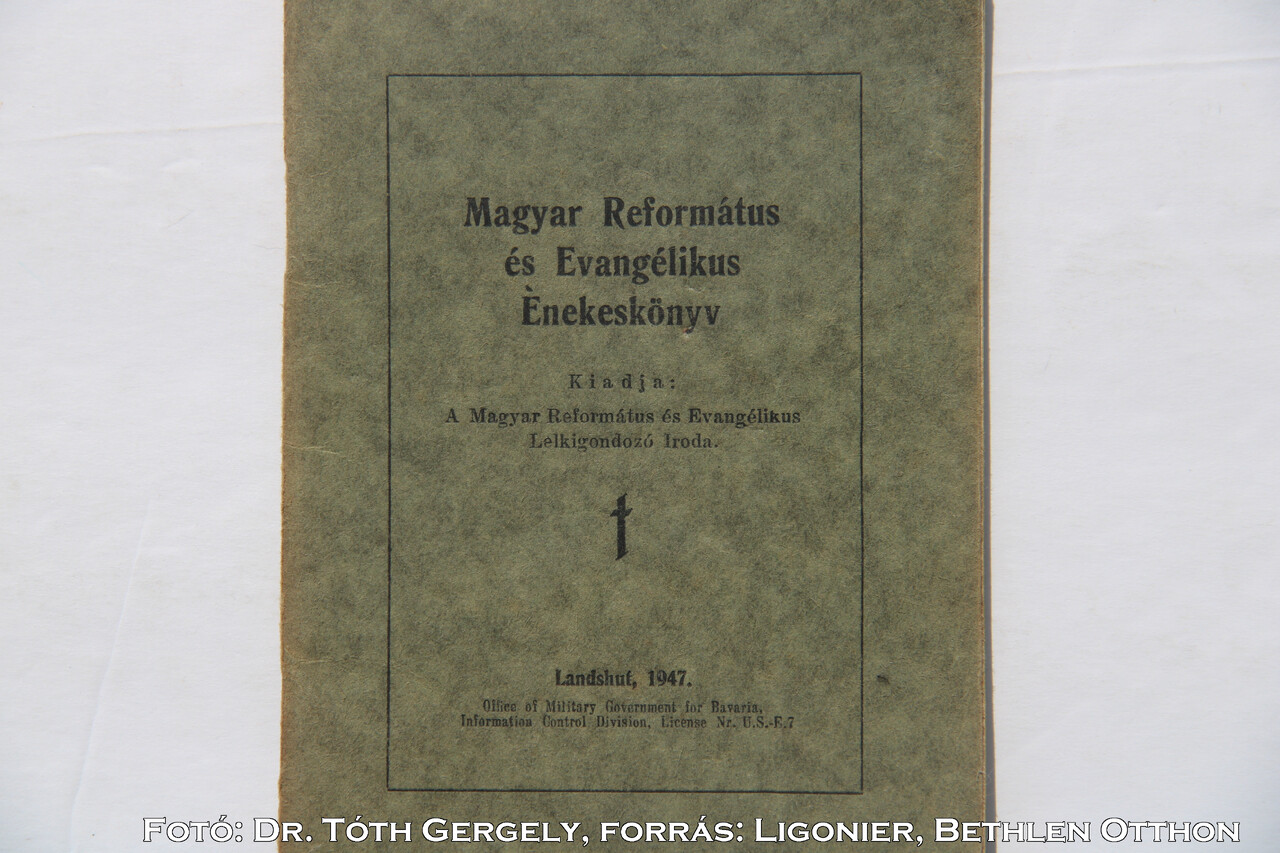 Magyar Református
és Evangélikus
Ènekeskönyv
Kiadja:
A Magyar Református és Evangélikus
Lelkigondozó Iroda.
Landshut, 1947.
Office of Military Government for Bavaria,
Information Control Division, License Nr. U.S.-E.7
Fotó: Dr. Tóth Gergely, forrás: Ligonier, Bethlen Otthon